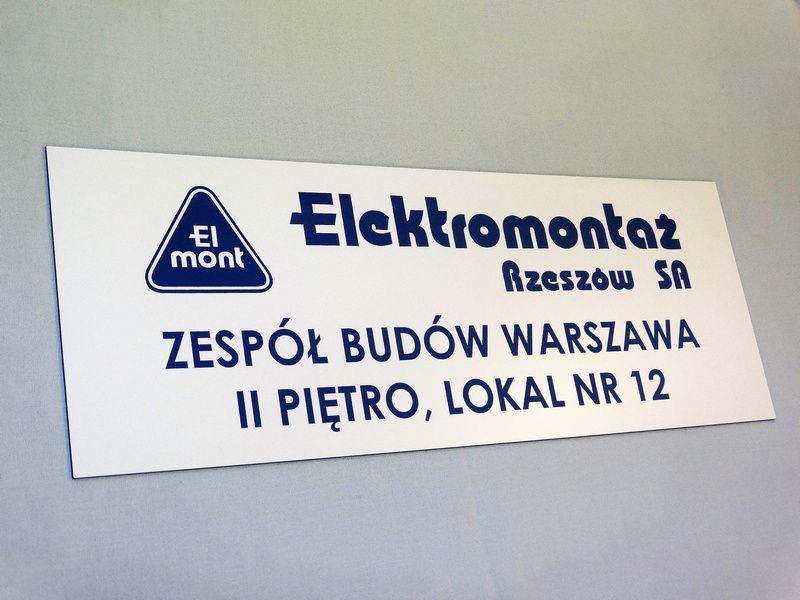 El
mont
Elektromontaż
Rzeszów SA
ZESPÓŁ BUDÓW WARSZAWA
II PIĘTRO, LOKAL NR 12